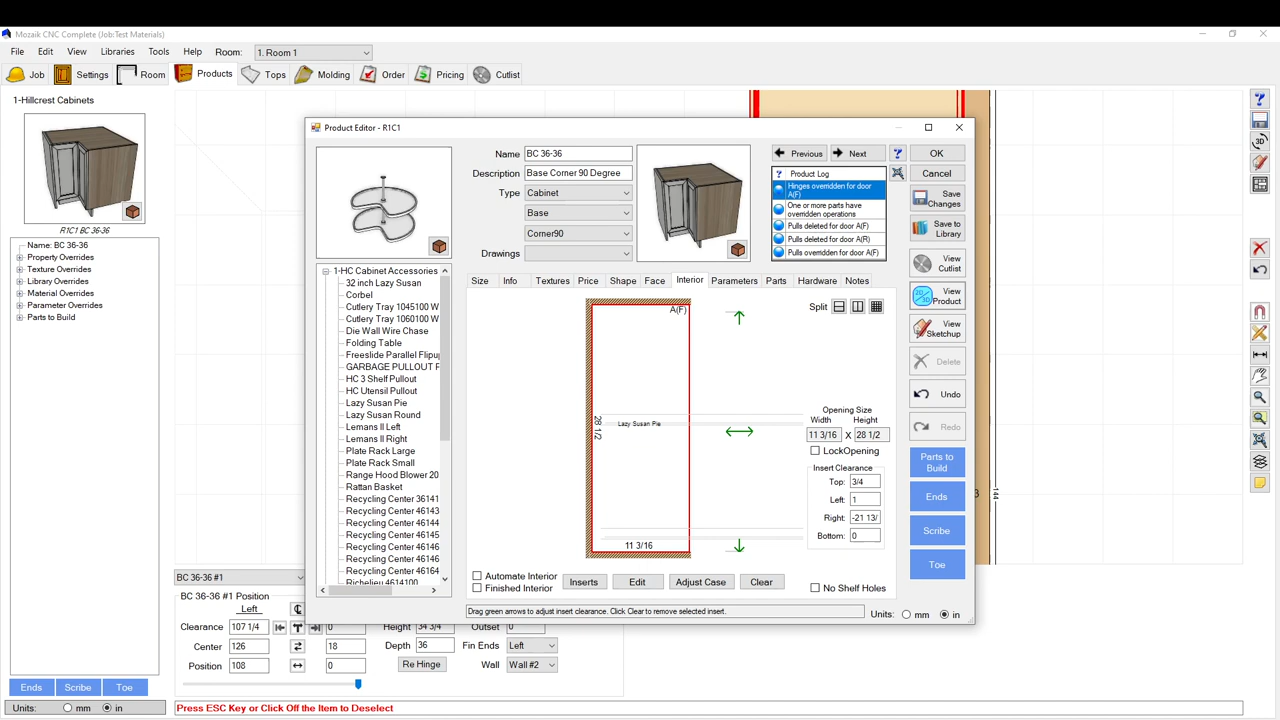 Mozaik CNC Complete (Job:Test Materials)
File Edit Views Libraries Tools Help Room: 1. Room 1
Job Settings Room Products Tops Molding Order Pricing Cutlist
1-Hillcrest Cabinets
R1C1 BC 36-36
Name: BC 36-36
Property Overrides
Texture Overrides
Library Overrides
Material Overrides
Parameter Overrides
Parts to Build
Ends Scribe Toe
Units: mm in
Product Editor - R1C1
Name BC 36-36
Description Base Corner 90 Degree
Type Cabinet
Base
Corner90
Drawings
Previous Next ? OK
? Product Log
Hinges overridden for door A(F)
One or more parts have overridden operations
Pulls deleted for door A(F)
Pulls deleted for door A(R)
Pulls overridden for door A(F)
Cancel
Save Changes
Save to Library
View Cutlist
View Product
View Sketchup
Delete
Undo
Redo
Parts to Build
Ends
Scribe
Toe
1-HC Cabinet Accessories
32 inch Lazy Susan
Corbel
Cutlery Tray 1045100 W
Cutlery Tray 1060100 W
Die Wall Wire Chase
Folding Table
Freeslide Parallel Flipup
GARBAGE PULLOUT F
HC 3 Shelf Pullout
HC Utensil Pullout
Lazy Susan Pie
Lazy Susan Round
Lemans II Left
Lemans II Right
Plate Rack Large
Plate Rack Small
Range Hood Blower 20
Rattan Basket
Recycling Center 36141
Recycling Center 46143
Recycling Center 46144
Recycling Center 46145
Recycling Center 46146
Recycling Center 46146
Recycling Center 46164
Richelieu 4614100
Size Info Textures Price Shape Face Interior Parameters Parts Hardware Notes
A(F)
28 1/2
Lazy Susan Pie
11 3/16
Split
Opening Size
Width Height
11 3/16 X 28 1/2
LockOpening
Insert Clearance
Top: 3/4
Left: 1
Right: -21 13/
Bottom: 0
Automate Interior
Finished Interior
Inserts Edit Adjust Case Clear
No Shelf Holes
Drag green arrows to adjust insert clearance. Click Clear to remove selected insert.
Units: mm in
144
BC 36-36 #1
BC 36-36 #1 Position
Left
Clearance 107 1/4 0
Center 126 18
Position 108 0
Height 34 3/4
Depth 36
Re Hinge
Outset 0
Fin Ends Left
Wall Wall #2
Press ESC Key or Click Off the Item to Deselect